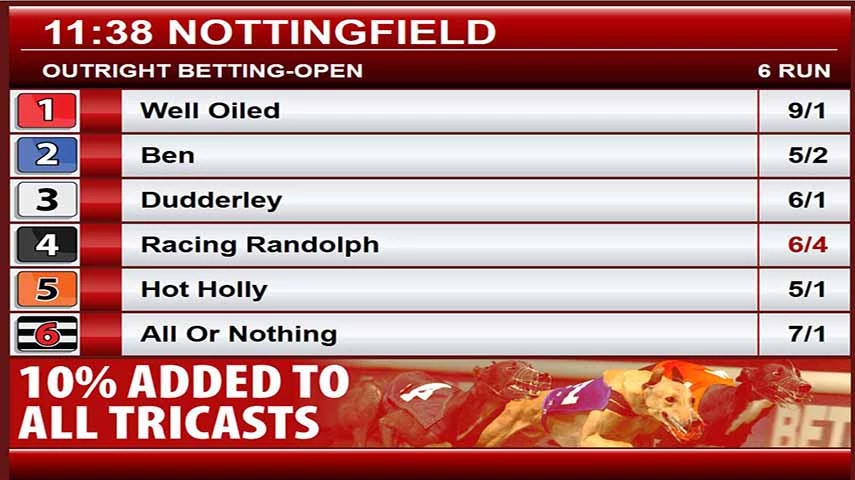 11:38 NOTTINGFIELD
OUTRIGHT BETTING-OPEN 6 RUN
1 Well Oiled 9/1
2 Ben 5/2
3 Dudderley 6/1
4 Racing Randolph 6/4
5 Hot Holly 5/1
6 All Or Nothing 7/1
10% ADDED TO
ALL TRICASTS
4
BET